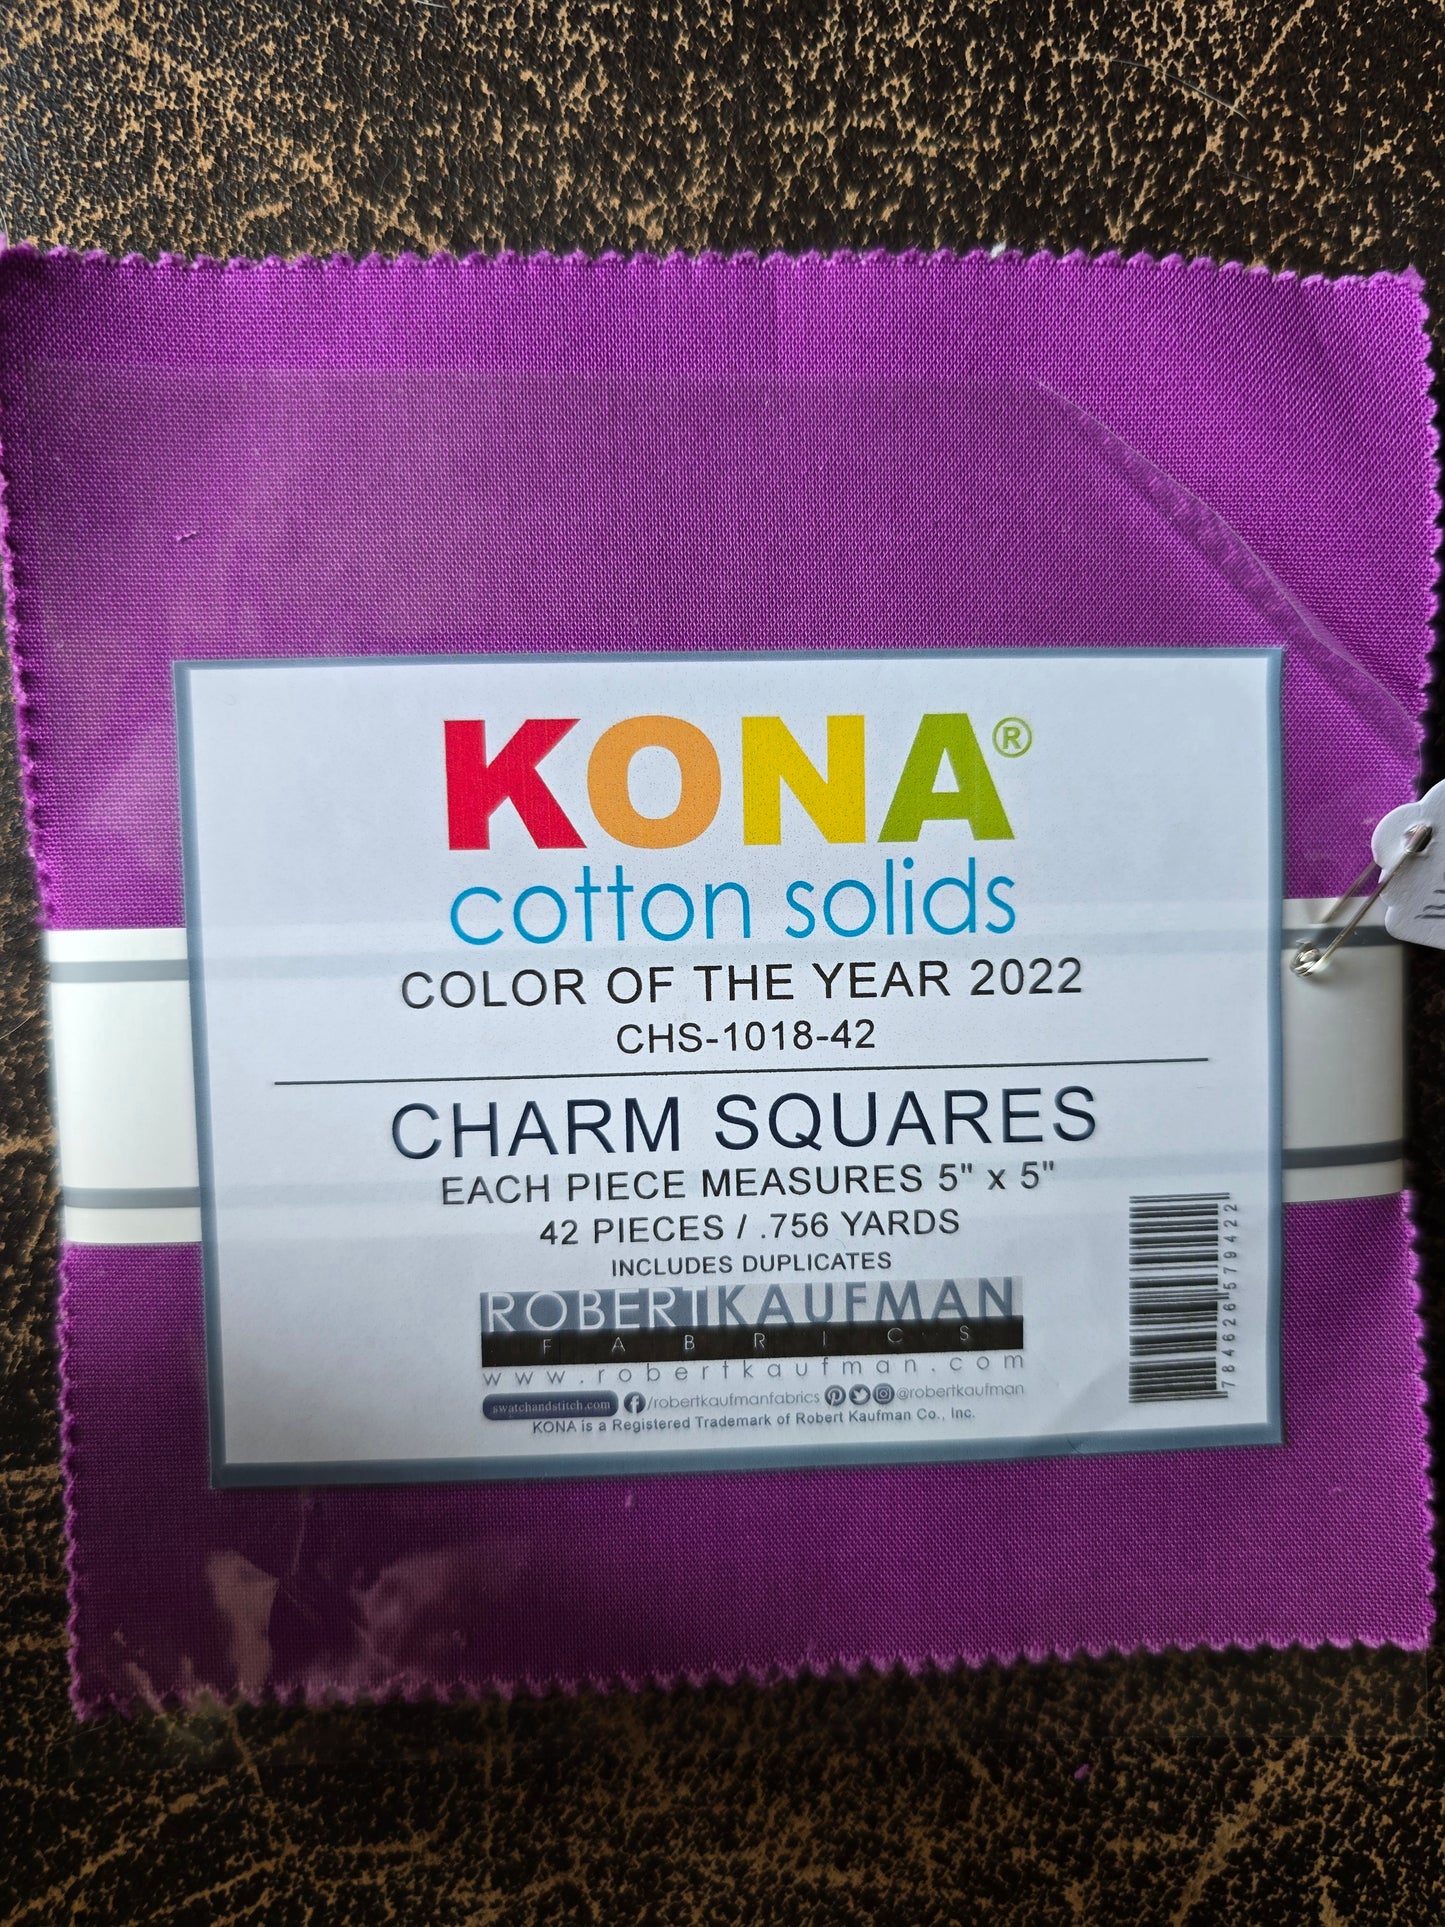 KONA®
cotton solids
COLOR OF THE YEAR 2022
CHS-1018-42
CHARM SQUARES
EACH PIECE MEASURES 5" x 5"
42 PIECES / .756 YARDS
INCLUDES DUPLICATES
ROBERTKAUFMAN
FABRICS
www.robertkaufman.com
swatchandstitch.com /robertkaufmanfabrics @robertkaufman
KONA is a Registered Trademark of Robert Kaufman Co., Inc.
784626579422